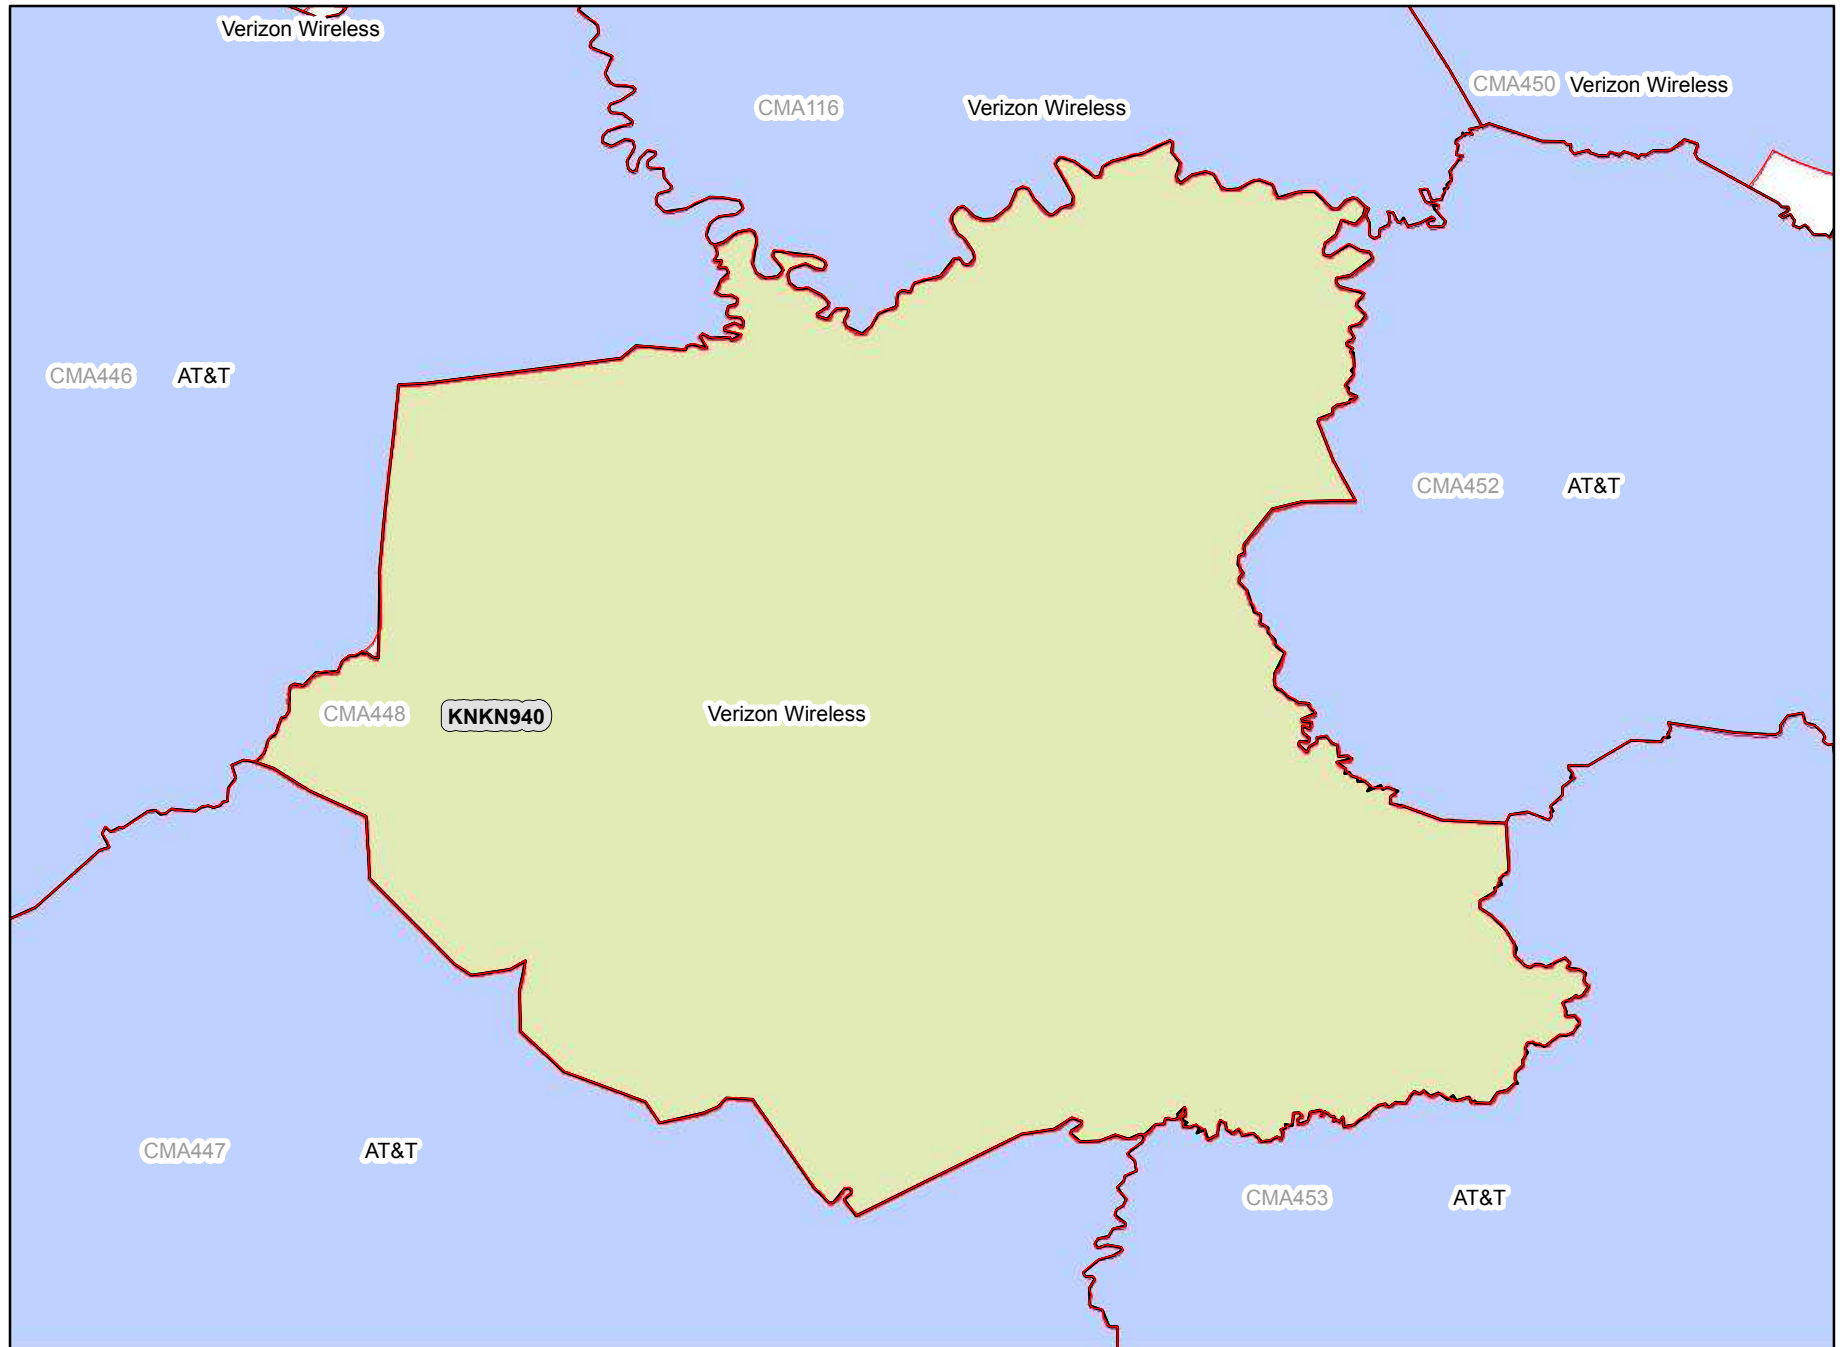 Verizon Wireless
CMA450 Verizon Wireless
CMA116 Verizon Wireless
CMA446 AT&T
CMA452 AT&T
CMA448 KNKN940 Verizon Wireless
CMA447 AT&T
CMA453 AT&T